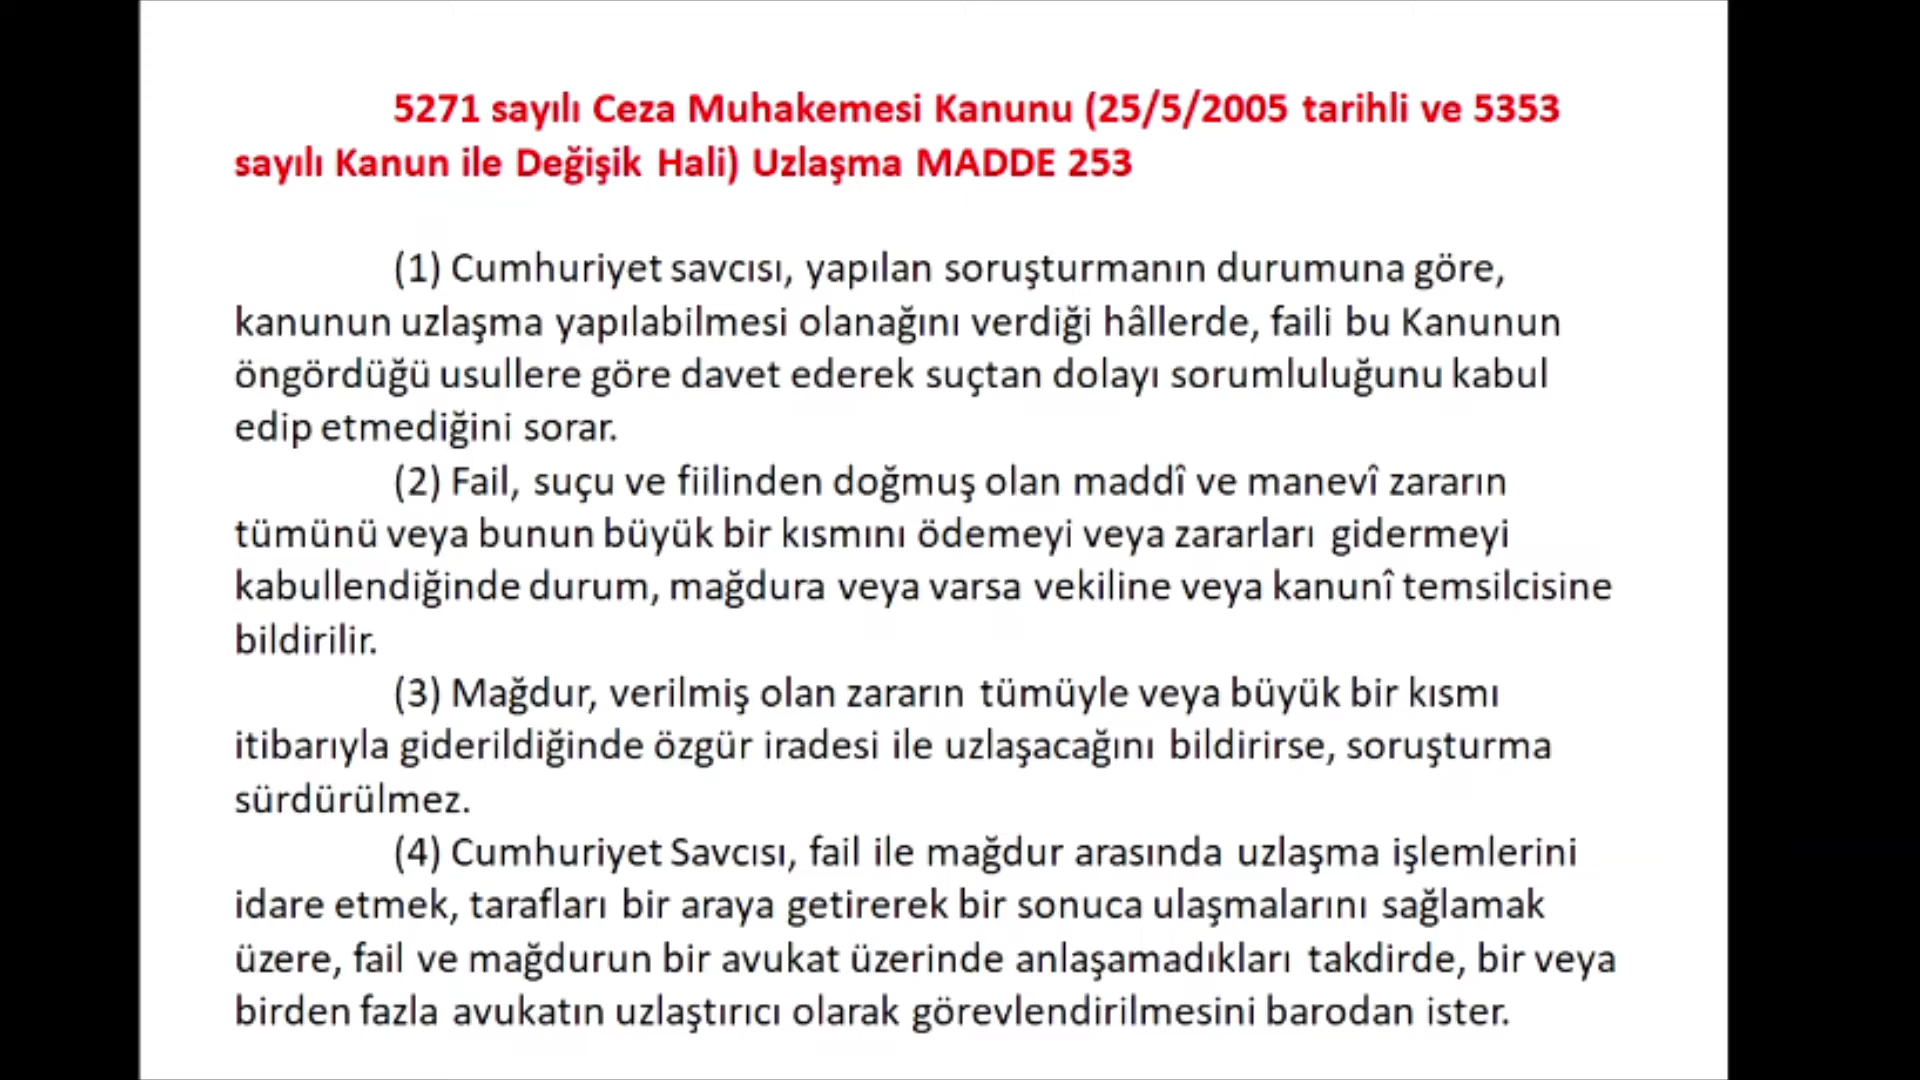 5271 sayılı Ceza Muhakemesi Kanunu (25/5/2005 tarihli ve 5353
sayılı Kanun ile Değişik Hali) Uzlaşma MADDE 253
(1) Cumhuriyet savcısı, yapılan soruşturmanın durumuna göre,
kanunun uzlaşma yapılabilmesi olanağını verdiği hâllerde, faili bu Kanunun
öngördüğü usullere göre davet ederek suçtan dolayı sorumluluğunu kabul
edip etmediğini sorar.
(2) Fail, suçu ve fiilinden doğmuş olan maddî ve manevî zararın
tümünü veya bunun büyük bir kısmını ödemeyi veya zararları gidermeyi
kabullendiğinde durum, mağdura veya varsa vekiline veya kanunî temsilcisine
bildirilir.
(3) Mağdur, verilmiş olan zararın tümüyle veya büyük bir kısmı
itibarıyla giderildiğinde özgür iradesi ile uzlaşacağını bildirirse, soruşturma
sürdürülmez.
(4) Cumhuriyet Savcısı, fail ile mağdur arasında uzlaşma işlemlerini
idare etmek, tarafları bir araya getirerek bir sonuca ulaşmalarını sağlamak
üzere, fail ve mağdurun bir avukat üzerinde anlaşamadıkları takdirde, bir veya
birden fazla avukatın uzlaştırıcı olarak görevlendirilmesini barodan ister.